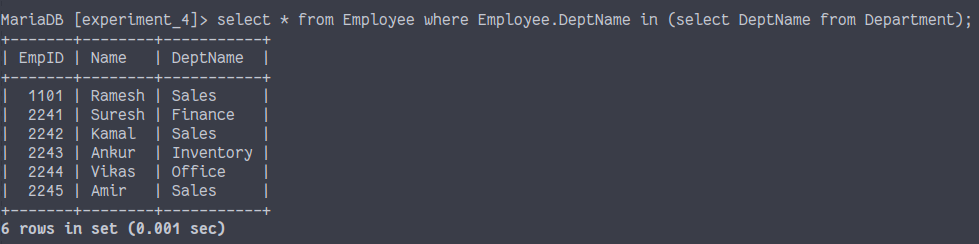 MariaDB [experiment_4]> select * from Employee where Employee.DeptName in (select DeptName from Department);
+-------+--------+-----------+
| EmpID | Name   | DeptName  |
+-------+--------+-----------+
|  1101 | Ramesh | Sales     |
|  2241 | Suresh | Finance   |
|  2242 | Kamal  | Sales     |
|  2243 | Ankur  | Inventory |
|  2244 | Vikas  | Office    |
|  2245 | Amir   | Sales     |
+-------+--------+-----------+
6 rows in set (0.001 sec)